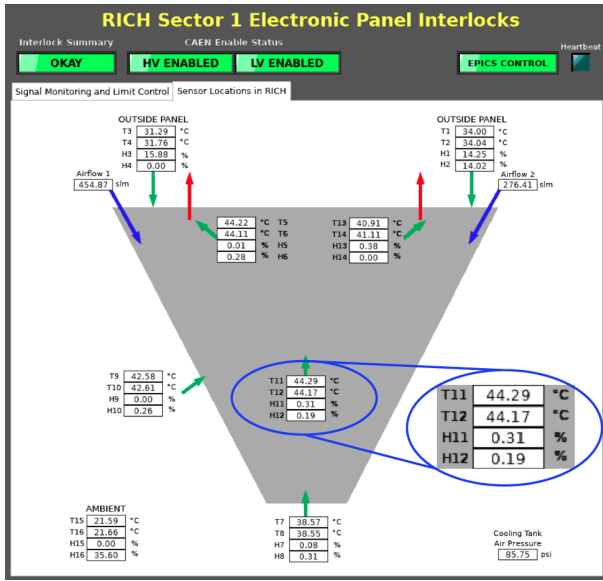 RICH Sector 1 Electronic Panel Interlocks
Interlock Summary
CAEN Enable Status
Heartbeat
OKAY
HV ENABLED
LV ENABLED
EPICS CONTROL
Signal Monitoring and Limit Control
Sensor Locations in RICH
OUTSIDE PANEL
T3 31.29 °C
T4 31.76 °C
H3 15.88 %
H4 0.00 %
Airflow 1
454.87 slm
OUTSIDE PANEL
T1 34.00 °C
T2 34.04 °C
H1 14.25 %
H2 14.02 %
Airflow 2
276.41 slm
44.22 °C T5
44.11 °C T6
0.01 % H5
0.28 % H6
T13 40.91 °C
T14 41.11 °C
H13 0.38 %
H14 0.00 %
T9 42.58 °C
T10 42.61 °C
H9 0.00 %
H10 0.26 %
T11 44.29 °C
T12 44.17 °C
H11 0.31 %
H12 0.19 %
T11 44.29 °C
T12 44.17 °C
H11 0.31 %
H12 0.19 %
AMBIENT
T15 21.59 °C
T16 21.66 °C
H15 0.00 %
H16 35.60 %
T7 38.57 °C
T8 38.55 °C
H7 0.08 %
H8 0.31 %
Cooling Tank
Air Pressure
85.75 psi